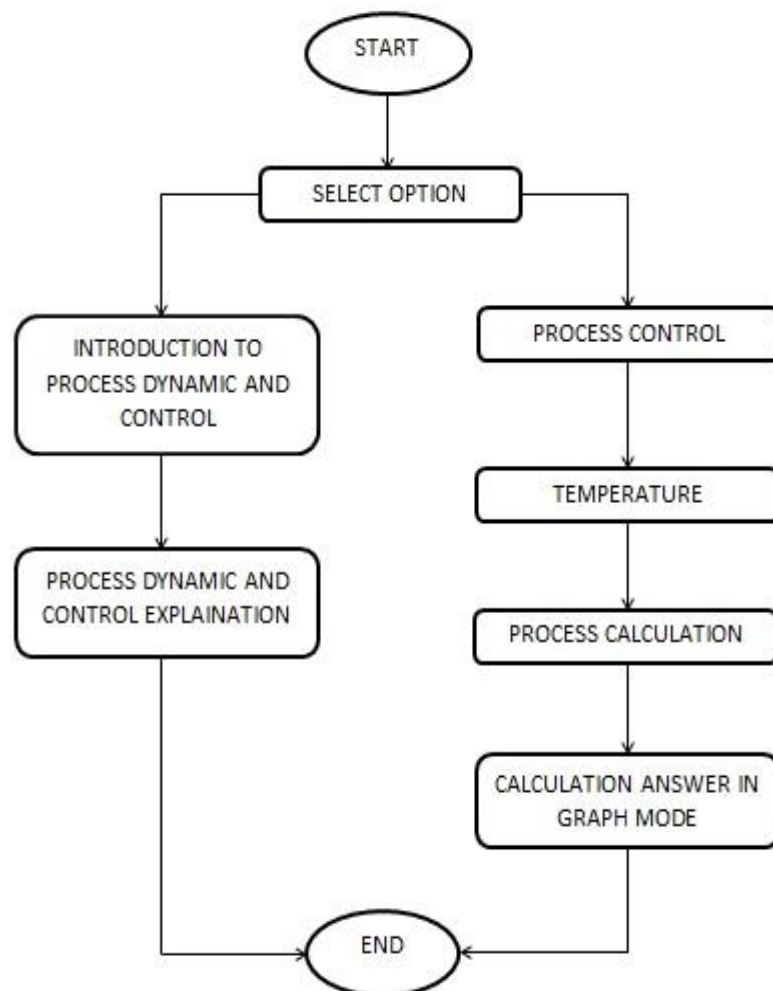 START
SELECT OPTION
INTRODUCTION TO
PROCESS DYNAMIC AND
CONTROL
PROCESS DYNAMIC AND
CONTROL EXPLAINATION
PROCESS CONTROL
TEMPERATURE
PROCESS CALCULATION
CALCULATION ANSWER IN
GRAPH MODE
END